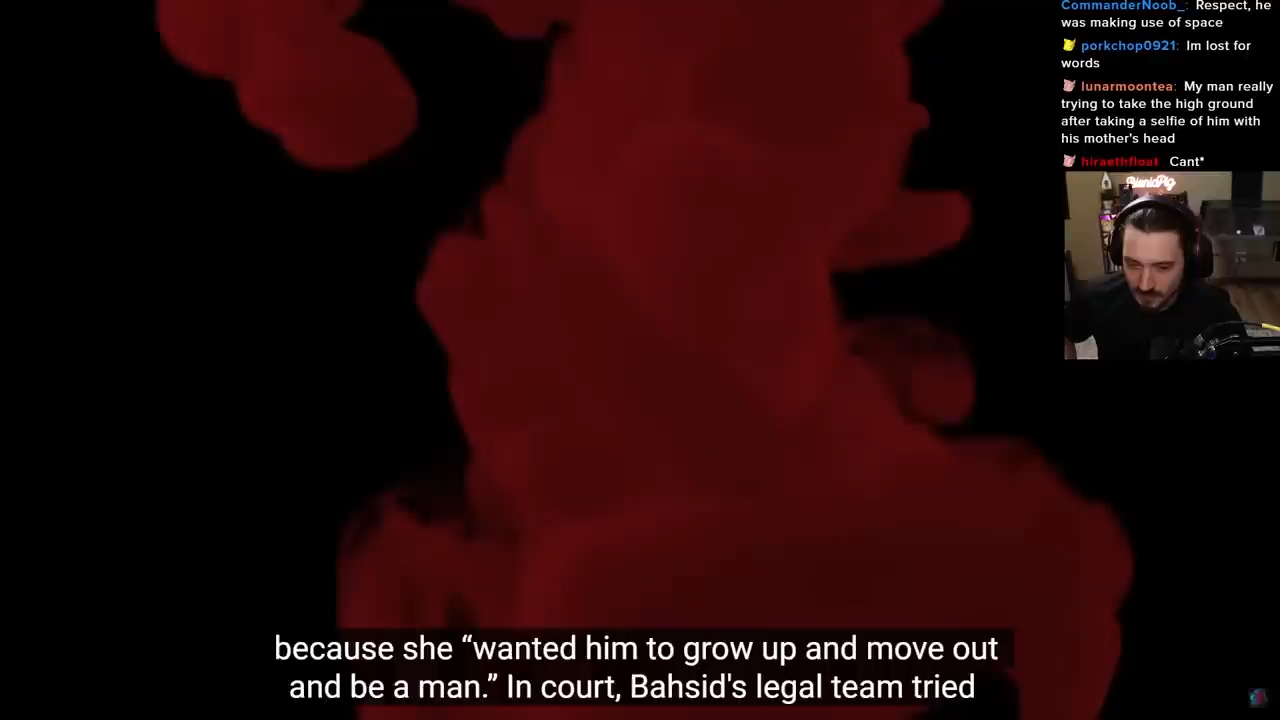 CommanderNoob_: Respect, he
was making use of space
porkchop0921: Im lost for
words
lunarmoontea: My man really
trying to take the high ground
after taking a selfie of him with
his mother's head
hiraethfloat Cant*
because she “wanted him to grow up and move out
and be a man.” In court, Bahsid's legal team tried